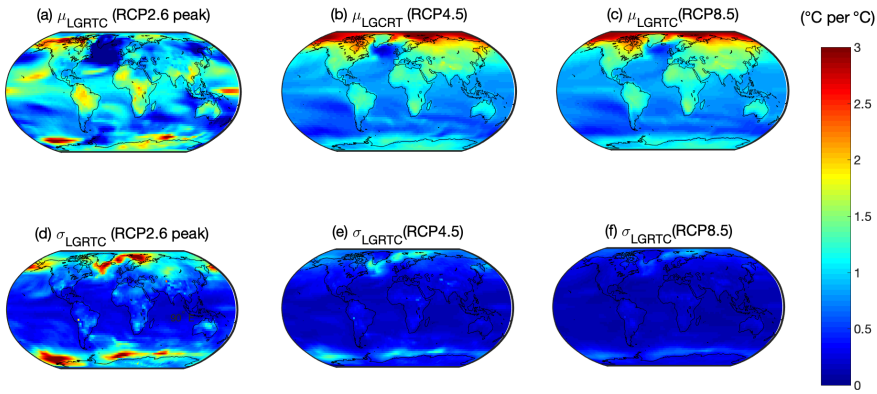 (a) μLGRTC (RCP2.6 peak)
(b) μLGCRT (RCP4.5)
(c) μLGRTC (RCP8.5)
(°C per °C)
3
2.5
2
1.5
1
0.5
0
(d) σLGRTC (RCP2.6 peak)
(e) σLGRTC(RCP4.5)
(f) σLGRTC(RCP8.5)